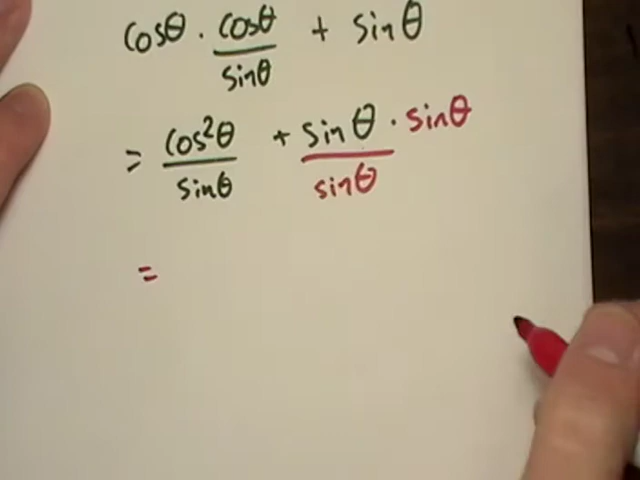 cosθ · cosθ/sinθ + sinθ
= cos²θ/sinθ + sinθ/sinθ · sinθ
=